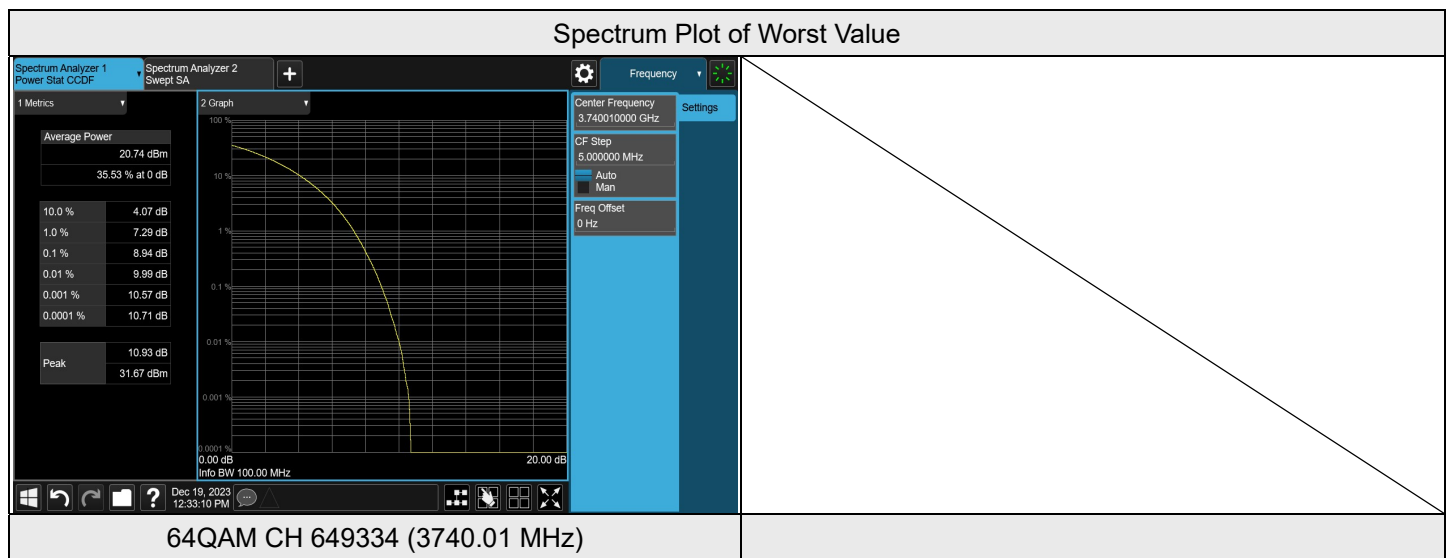 Spectrum Plot of Worst Value
Spectrum Analyzer 1
Power Stat CCDF
Spectrum Analyzer 2
Swept SA
+
Frequency
1 Metrics
2 Graph
Average Power
20.74 dBm
35.53 % at 0 dB
10.0 % 4.07 dB
1.0 % 7.29 dB
0.1 % 8.94 dB
0.01 % 9.99 dB
0.001 % 10.57 dB
0.0001 % 10.71 dB
Peak
10.93 dB
31.67 dBm
100 %
10 %
1 %
0.1 %
0.01 %
0.001 %
0.0001 %
0.00 dB
20.00 dB
Info BW 100.00 MHz
Center Frequency
3.740010000 GHz
Settings
CF Step
5.000000 MHz
Auto
Man
Freq Offset
0 Hz
?
Dec 19, 2023
12:33:10 PM
64QAM CH 649334 (3740.01 MHz)